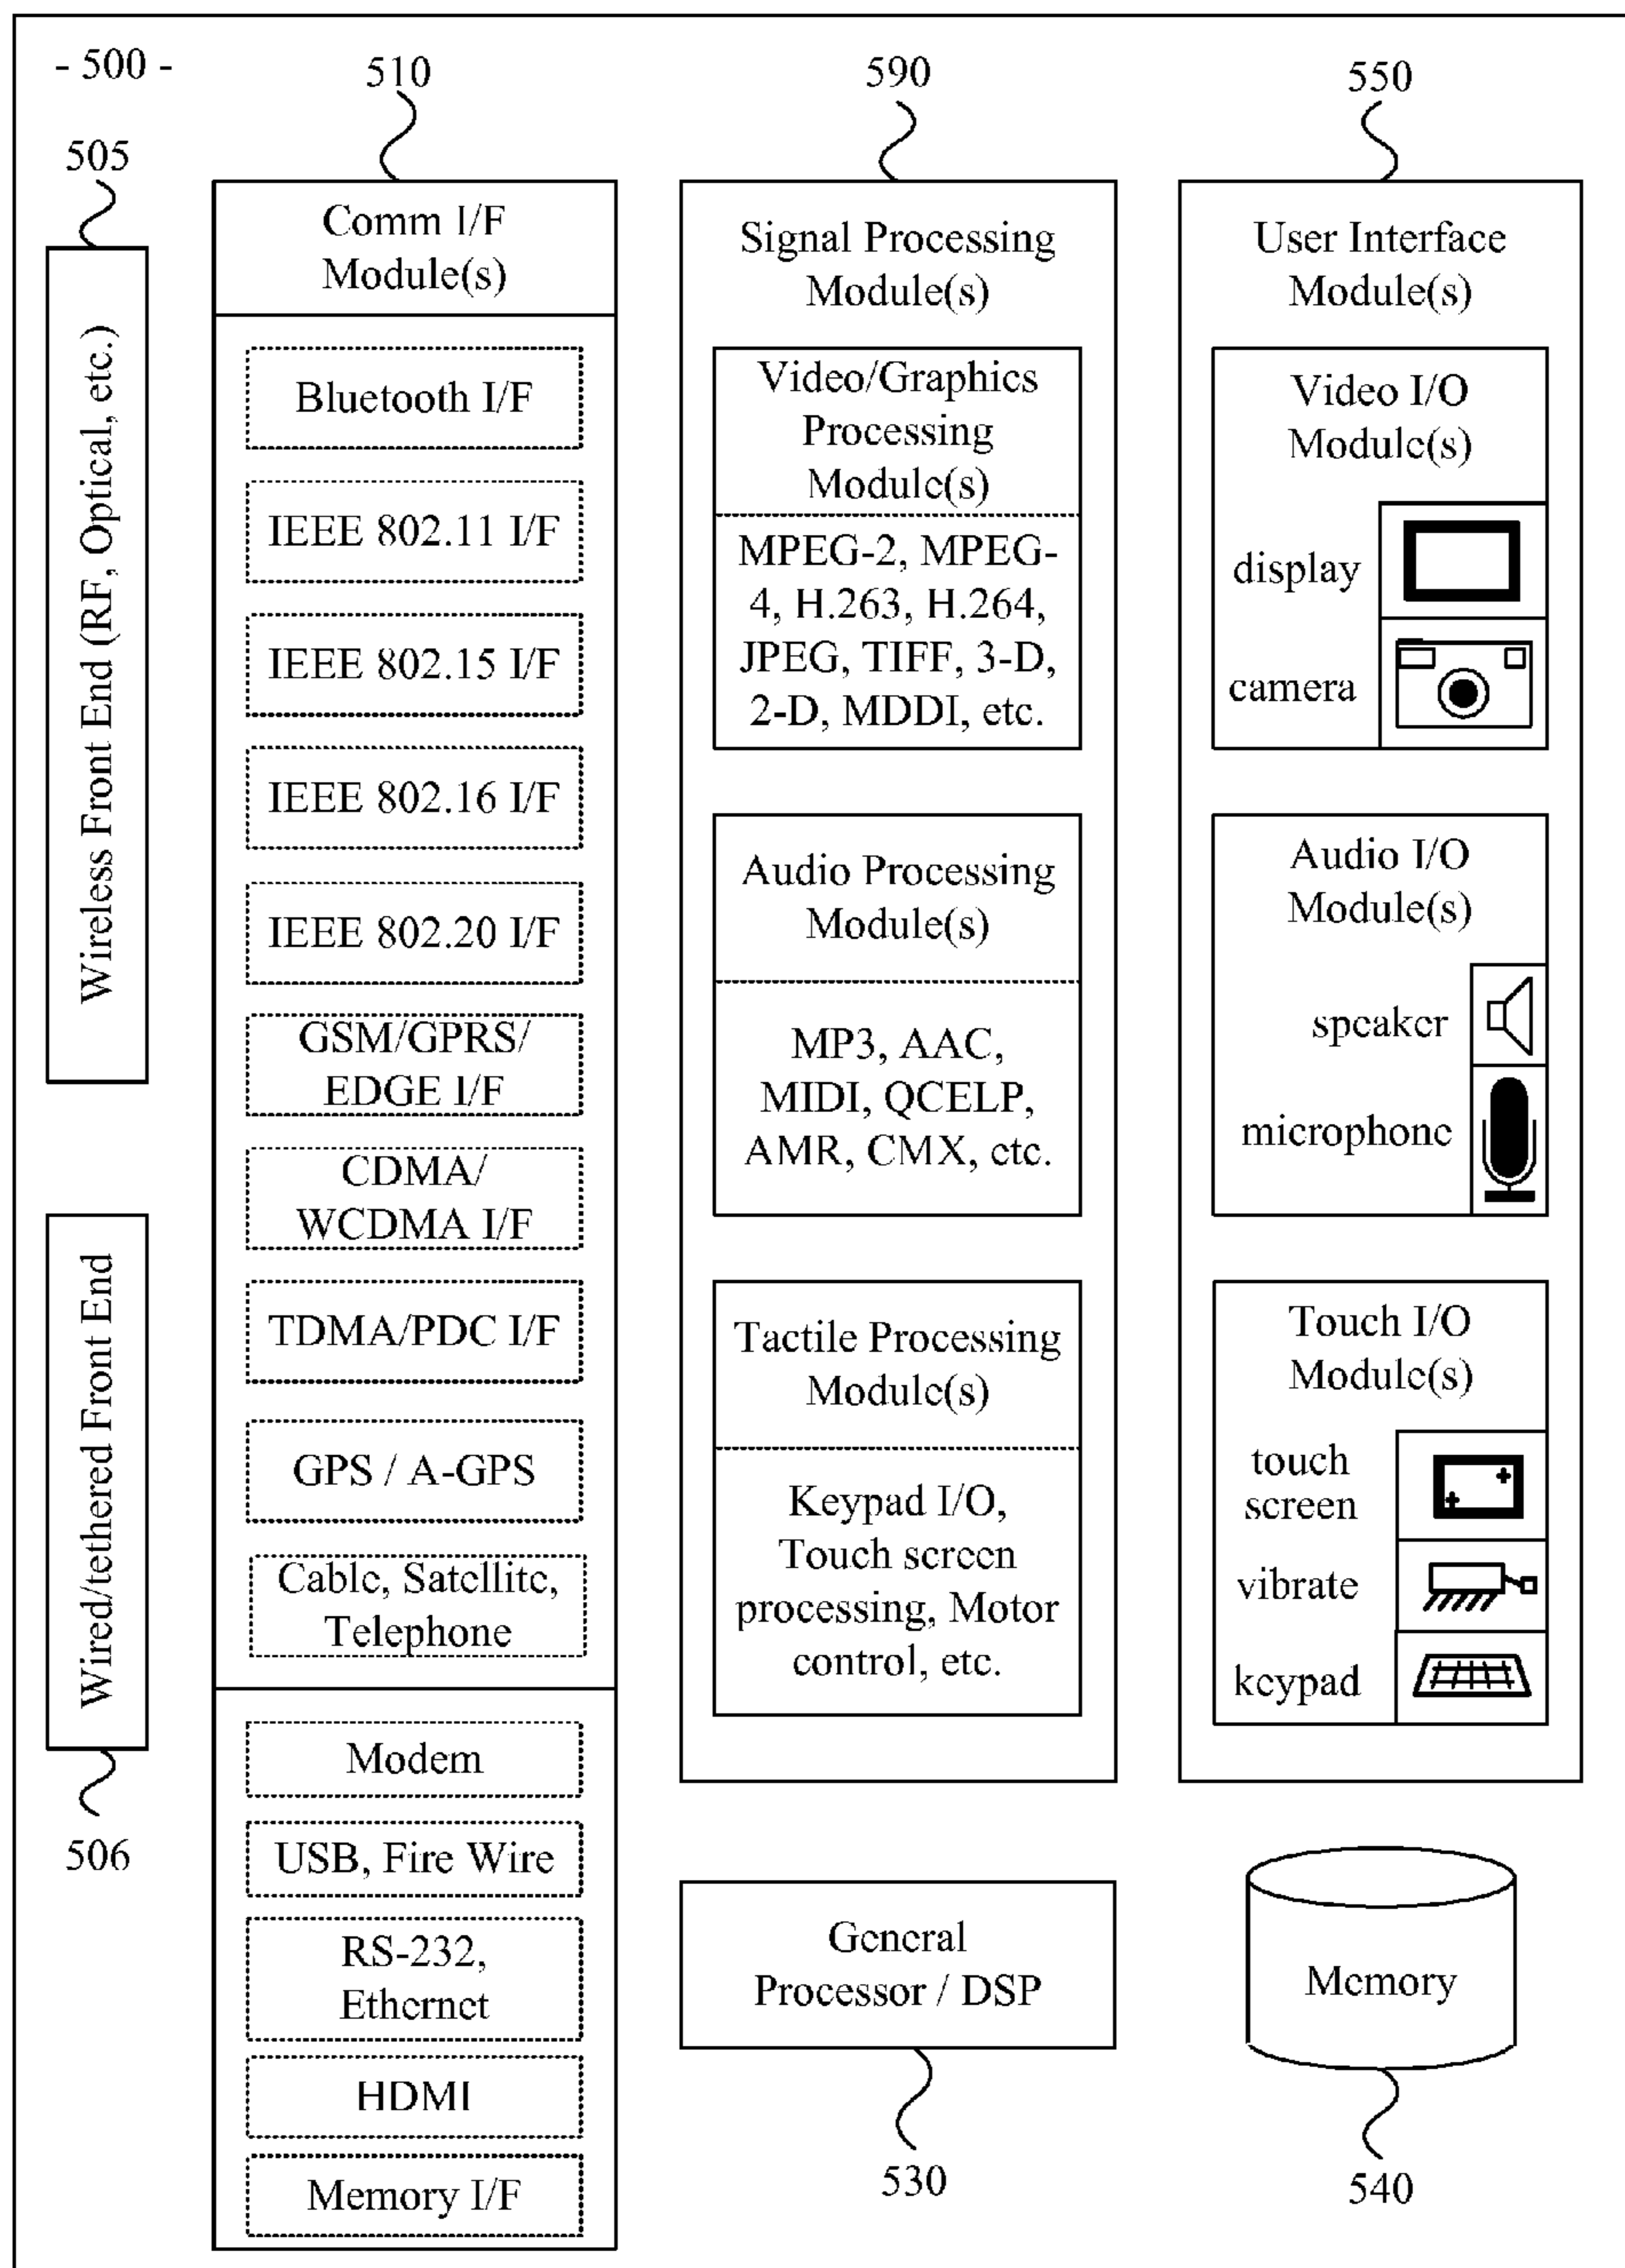 - 500 -
505
Wireless Front End (RF, Optical, etc.)
Wired/tethered Front End
506
510
Comm I/F
Module(s)
Bluetooth I/F
IEEE 802.11 I/F
IEEE 802.15 I/F
IEEE 802.16 I/F
IEEE 802.20 I/F
GSM/GPRS/
EDGE I/F
CDMA/
WCDMA I/F
TDMA/PDC I/F
GPS / A-GPS
Cable, Satellite,
Telephone
Modem
USB, Fire Wire
RS-232,
Ethernet
HDMI
Memory I/F
590
Signal Processing
Module(s)
Video/Graphics
Processing
Module(s)
MPEG-2, MPEG-
4, H.263, H.264,
JPEG, TIFF, 3-D,
2-D, MDDI, etc.
Audio Processing
Module(s)
MP3, AAC,
MIDI, QCELP,
AMR, CMX, etc.
Tactile Processing
Module(s)
Keypad I/O,
Touch screen
processing, Motor
control, etc.
General
Processor / DSP
530
550
User Interface
Module(s)
Video I/O
Module(s)
display
camera
Audio I/O
Module(s)
speaker
microphone
Touch I/O
Module(s)
touch
screen
vibrate
keypad
Memory
540